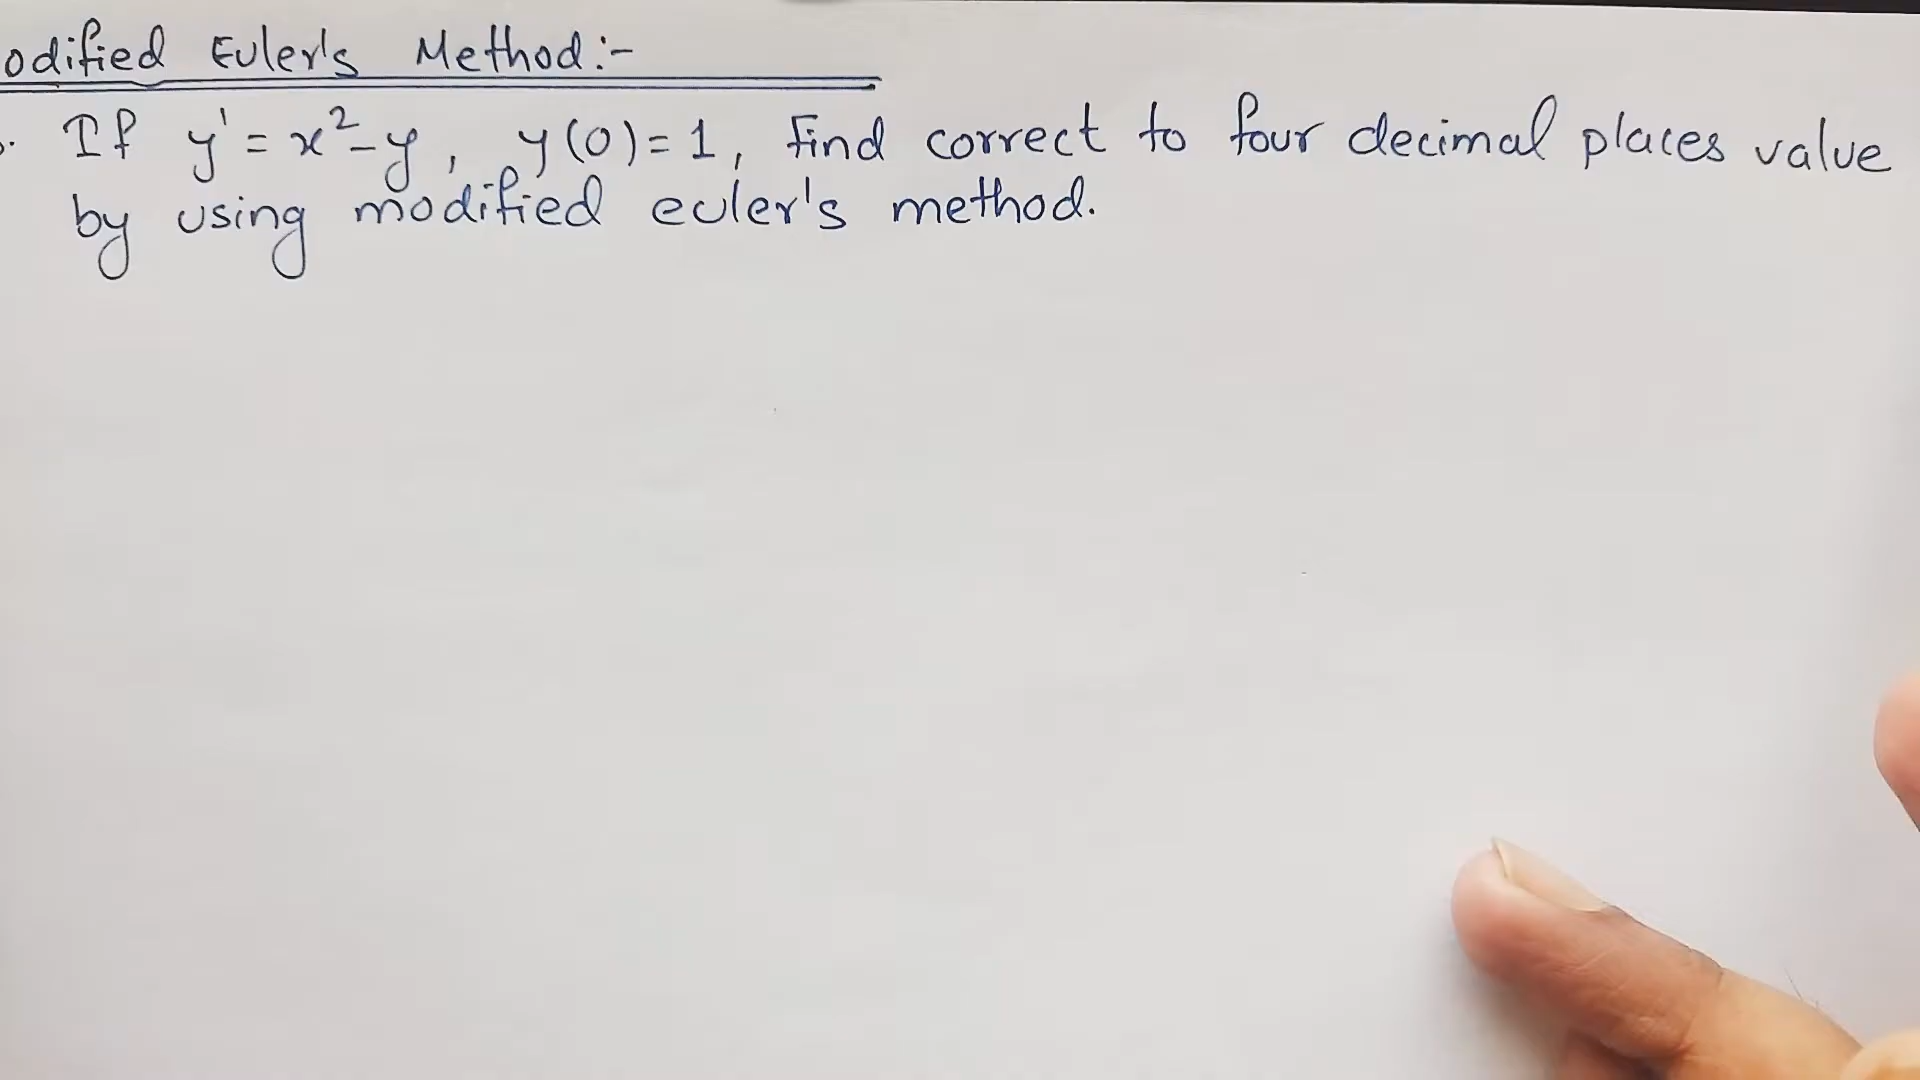 odified Euler's Method:-
. If y' = x² - y, y(0) = 1, find correct to four decimal places value
by using modified euler's method.